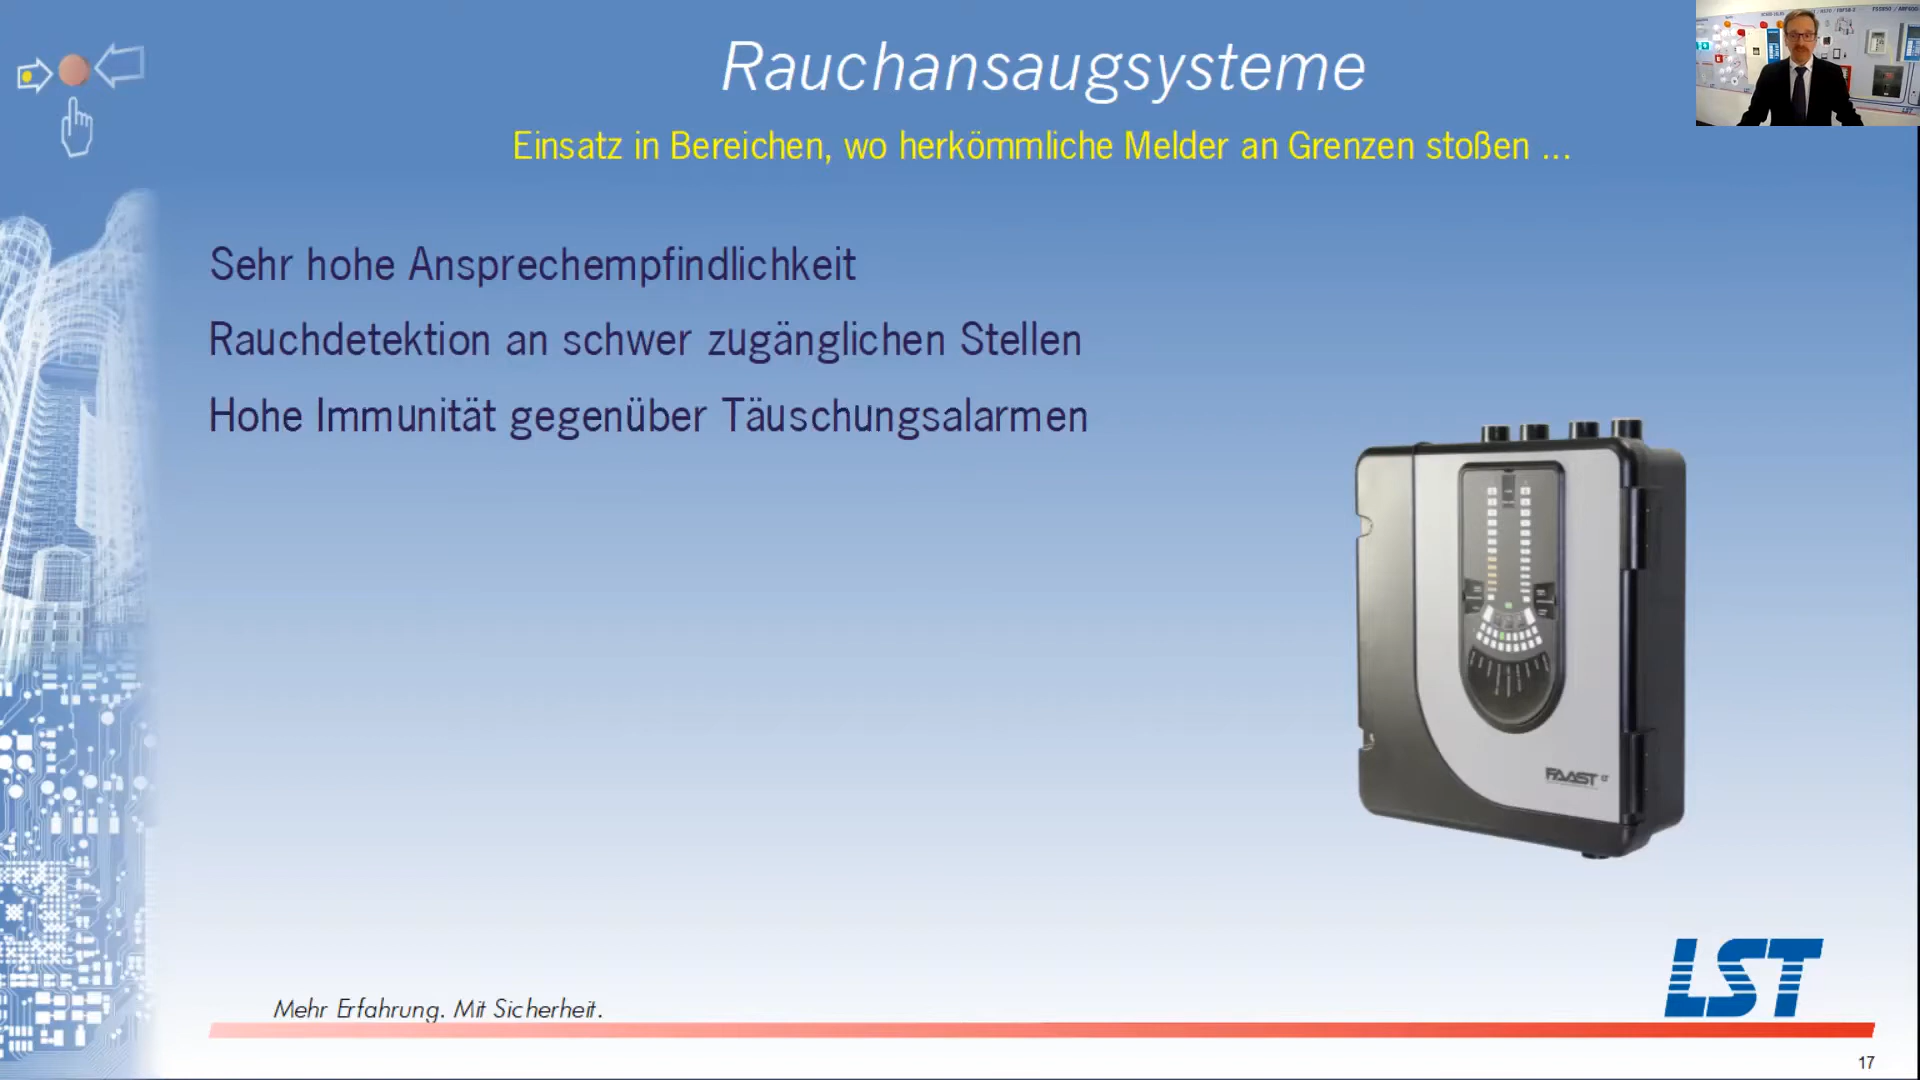 Rauchansaugsysteme
Einsatz in Bereichen, wo herkömmliche Melder an Grenzen stoßen ...
Sehr hohe Ansprechempfindlichkeit
Rauchdetektion an schwer zugänglichen Stellen
Hohe Immunität gegenüber Täuschungsalarmen
FAAST LT
LST
Mehr Erfahrung. Mit Sicherheit.
17